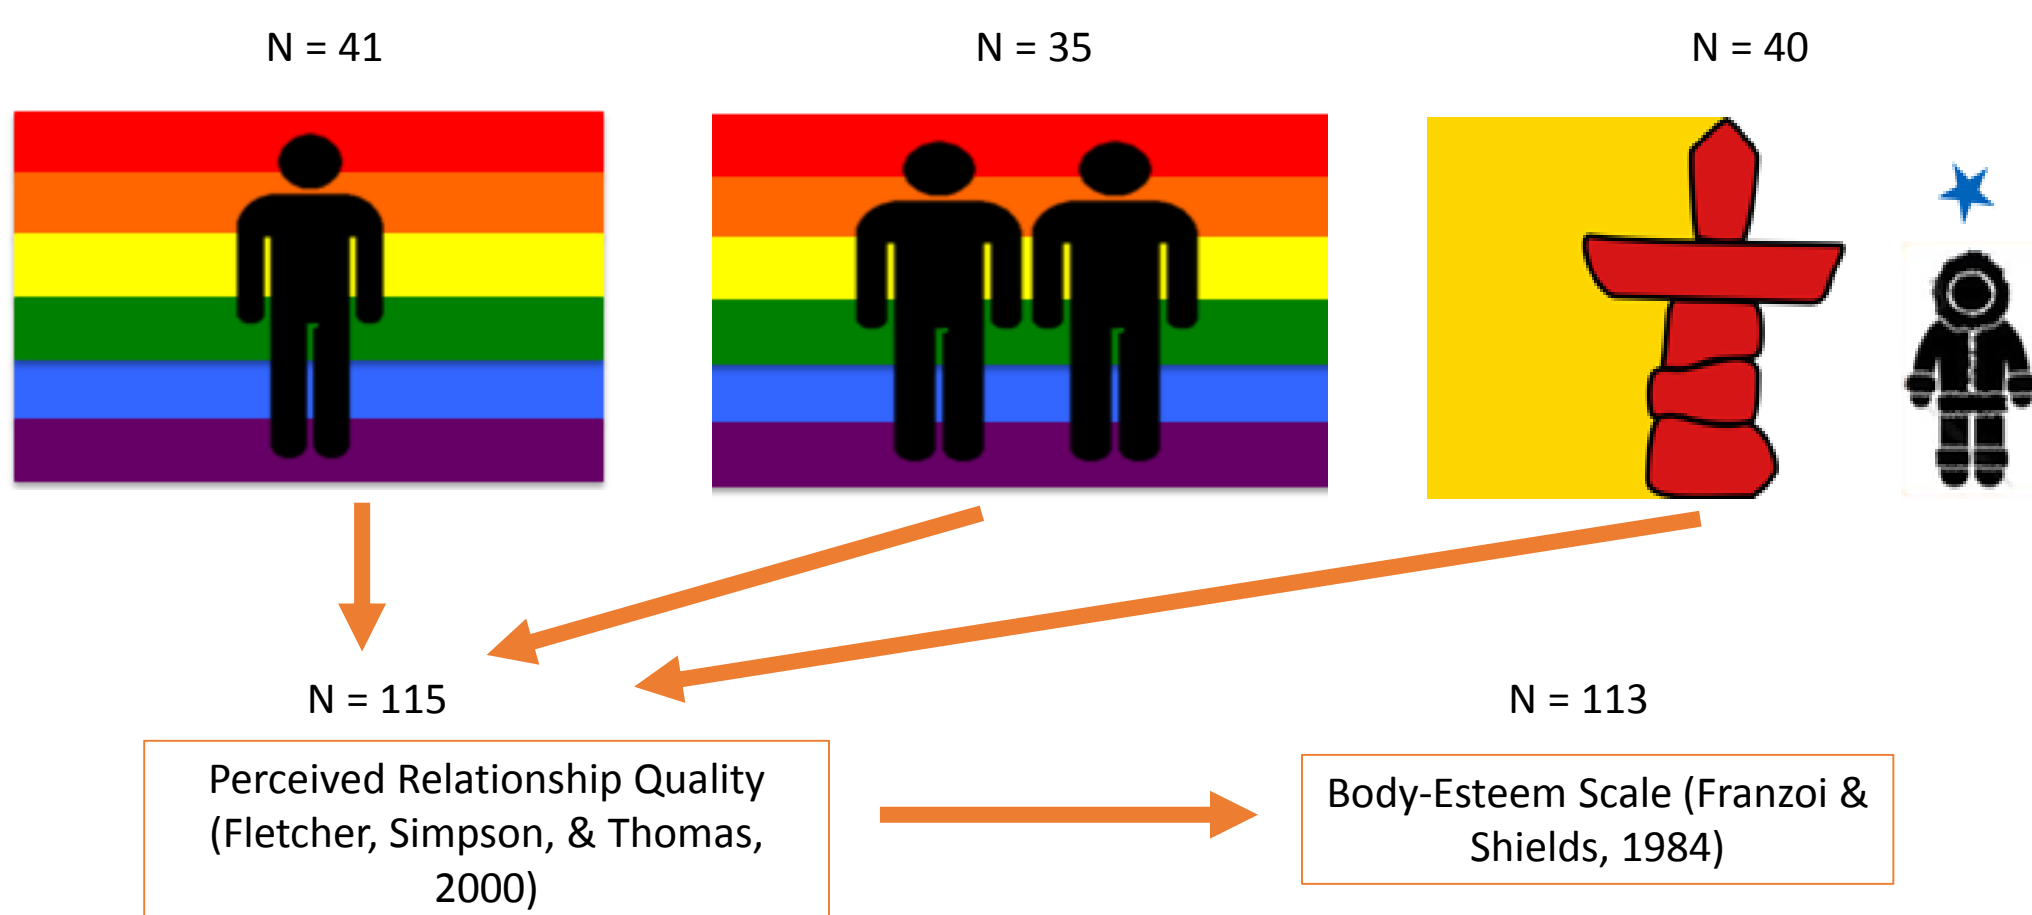 N = 41
N = 35
N = 40
N = 115
N = 113
Perceived Relationship Quality
(Fletcher, Simpson, & Thomas,
2000)
Body-Esteem Scale (Franzoi &
Shields, 1984)